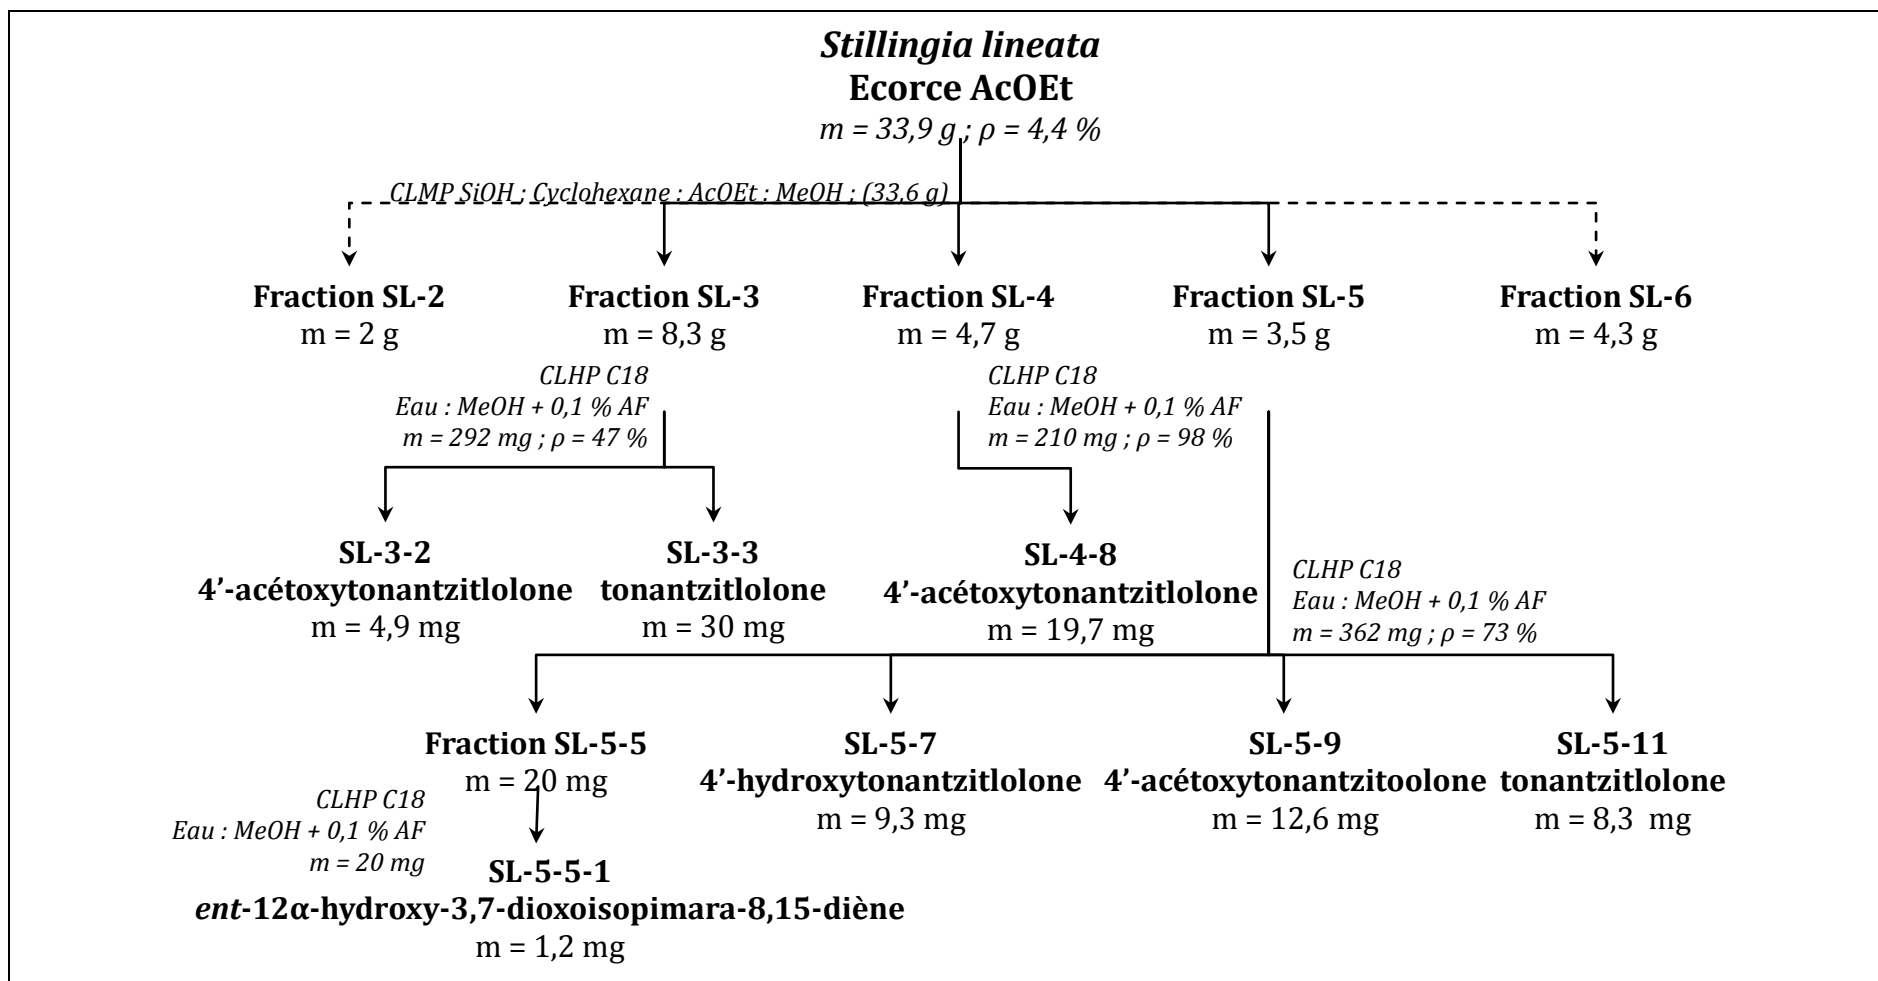 Stillingia lineata
Ecorce AcOEt
m = 33,9 g ; ρ = 4,4 %
CLMP SiOH ; Cyclohexane : AcOEt : MeOH ; (33,6 g)
Fraction SL-2
m = 2 g
Fraction SL-3
m = 8,3 g
Fraction SL-4
m = 4,7 g
Fraction SL-5
m = 3,5 g
Fraction SL-6
m = 4,3 g
CLHP C18
Eau : MeOH + 0,1 % AF
m = 292 mg ; ρ = 47 %
CLHP C18
Eau : MeOH + 0,1 % AF
m = 210 mg ; ρ = 98 %
SL-3-2
4’-acétoxytonantzitlolone
m = 4,9 mg
SL-3-3
tonantzitlolone
m = 30 mg
SL-4-8
4’-acétoxytonantzitlolone
m = 19,7 mg
CLHP C18
Eau : MeOH + 0,1 % AF
m = 362 mg ; ρ = 73 %
Fraction SL-5-5
m = 20 mg
SL-5-7
4’-hydroxytonantzitlolone
m = 9,3 mg
SL-5-9
4’-acétoxytonantzitoolone
m = 12,6 mg
SL-5-11
tonantzitlolone
m = 8,3 mg
CLHP C18
Eau : MeOH + 0,1 % AF
m = 20 mg
SL-5-5-1
ent-12α-hydroxy-3,7-dioxoisopimara-8,15-diène
m = 1,2 mg